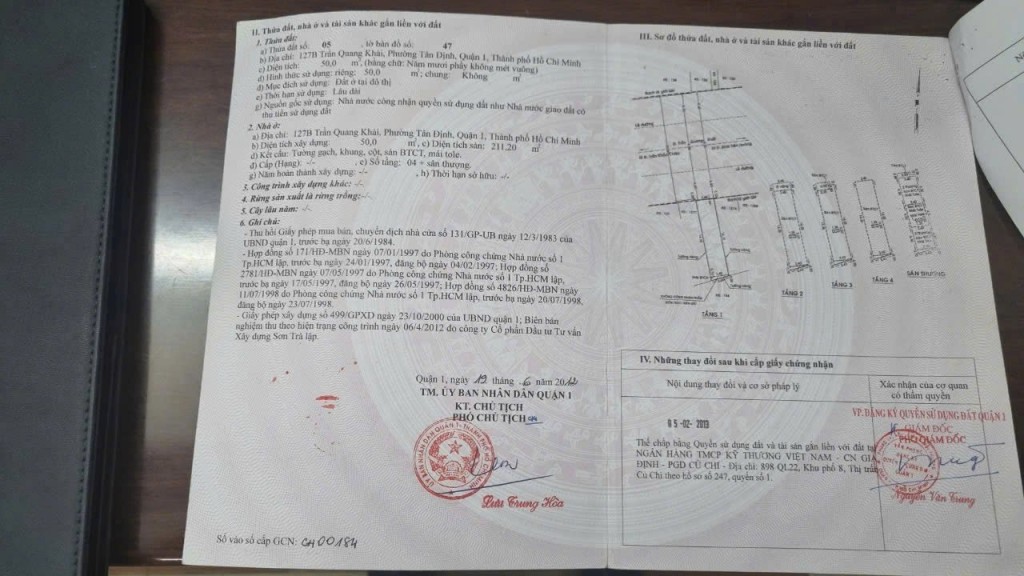 II. Thửa đất, nhà ở và tài sản khác gắn liền với đất
1. Thửa đất:
a) Thửa đất số: 05 , tờ bản đồ số: 47
b) Địa chỉ: 127B Trần Quang Khải, Phường Tân Định, Quận 1, Thành phố Hồ Chí Minh
c) Diện tích: 50,0 m², (bằng chữ: Năm mươi phẩy không mét vuông)
d) Hình thức sử dụng: riêng: 50,0 m²; chung: Không m²
đ) Mục đích sử dụng: Đất ở tại đô thị
e) Thời hạn sử dụng: Lâu dài
g) Nguồn gốc sử dụng: Nhà nước công nhận quyền sử dụng đất như Nhà nước giao đất có
thu tiền sử dụng đất
2. Nhà ở:
a) Địa chỉ: 127B Trần Quang Khải, Phường Tân Định, Quận 1, Thành phố Hồ Chí Minh
b) Diện tích xây dựng: 50,0 m², c) Diện tích sàn: 211,20 m²
d) Kết cấu: Tường gạch, khung, cột, sàn BTCT, mái tole.
đ) Cấp (Hạng): -/- , e) Số tầng: 04 + sân thượng.
g) Năm hoàn thành xây dựng: -/- , h) Thời hạn sở hữu: -/-
3. Công trình xây dựng khác: -/-
4. Rừng sản xuất là rừng trồng: -/-
5. Cây lâu năm: -/-
6. Ghi chú:
- Thu hồi Giấy phép mua bán, chuyển dịch nhà cửa số 131/GP-UB ngày 12/3/1983 của
UBND quận 1, trước bạ ngày 20/6/1984.
- Hợp đồng số 171/HĐ-MBN ngày 07/01/1997 do Phòng công chứng Nhà nước số 1
Tp.HCM lập, trước bạ ngày 24/01/1997, đăng bộ ngày 04/02/1997; Hợp đồng số
2781/HĐ-MBN ngày 07/05/1997 do Phòng công chứng Nhà nước số 1 Tp.HCM lập,
trước bạ ngày 17/05/1997, đăng bộ ngày 26/05/1997; Hợp đồng số 4826/HĐ-MBN ngày
11/07/1998 do Phòng công chứng Nhà nước số 1 Tp.HCM lập, trước bạ ngày 20/07/1998,
đăng bộ ngày 23/07/1998.
- Giấy phép xây dựng số 499/GPXD ngày 23/10/2000 của UBND quận 1; Biên bản
nghiệm thu theo hiện trạng công trình ngày 06/4/2012 do công ty Cổ phần Đầu tư Tư vấn
Xây dựng Sơn Trà lập.
Quận 1, ngày 12 tháng 6 năm 2012
TM. ỦY BAN NHÂN DÂN QUẬN 1
KT. CHỦ TỊCH
PHÓ CHỦ TỊCH
Lưu Trung Hòa
Số vào sổ cấp GCN: CH00184
III. Sơ đồ thửa đất, nhà ở và tài sản khác gắn liền với đất
TẦNG 1
TẦNG 2
TẦNG 3
TẦNG 4
SÂN THƯỢNG
IV. Những thay đổi sau khi cấp giấy chứng nhận
Nội dung thay đổi và cơ sở pháp lý
Xác nhận của cơ quan
có thẩm quyền
05-02-2013
Thế chấp bằng Quyền sử dụng đất và tài sản gắn liền với đất tại
NGÂN HÀNG TMCP KỸ THƯƠNG VIỆT NAM - CN GIA
ĐỊNH - PGD CỦ CHI - Địa chỉ: 898 QL22, Khu phố 8, Thị trấn
Củ Chi theo hồ sơ số 247, quyển số 1.
VP. ĐĂNG KÝ QUYỀN SỬ DỤNG ĐẤT QUẬN 1
GIÁM ĐỐC
PHÓ GIÁM ĐỐC
Nguyễn Văn Trung